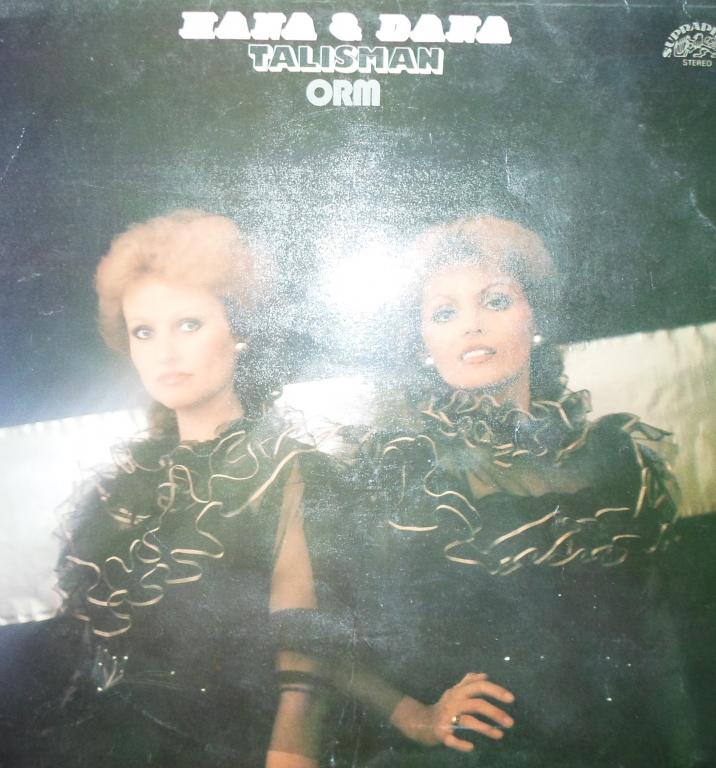 HANA & DANA
TALISMAN
ORM
SUPRAPHON
STEREO